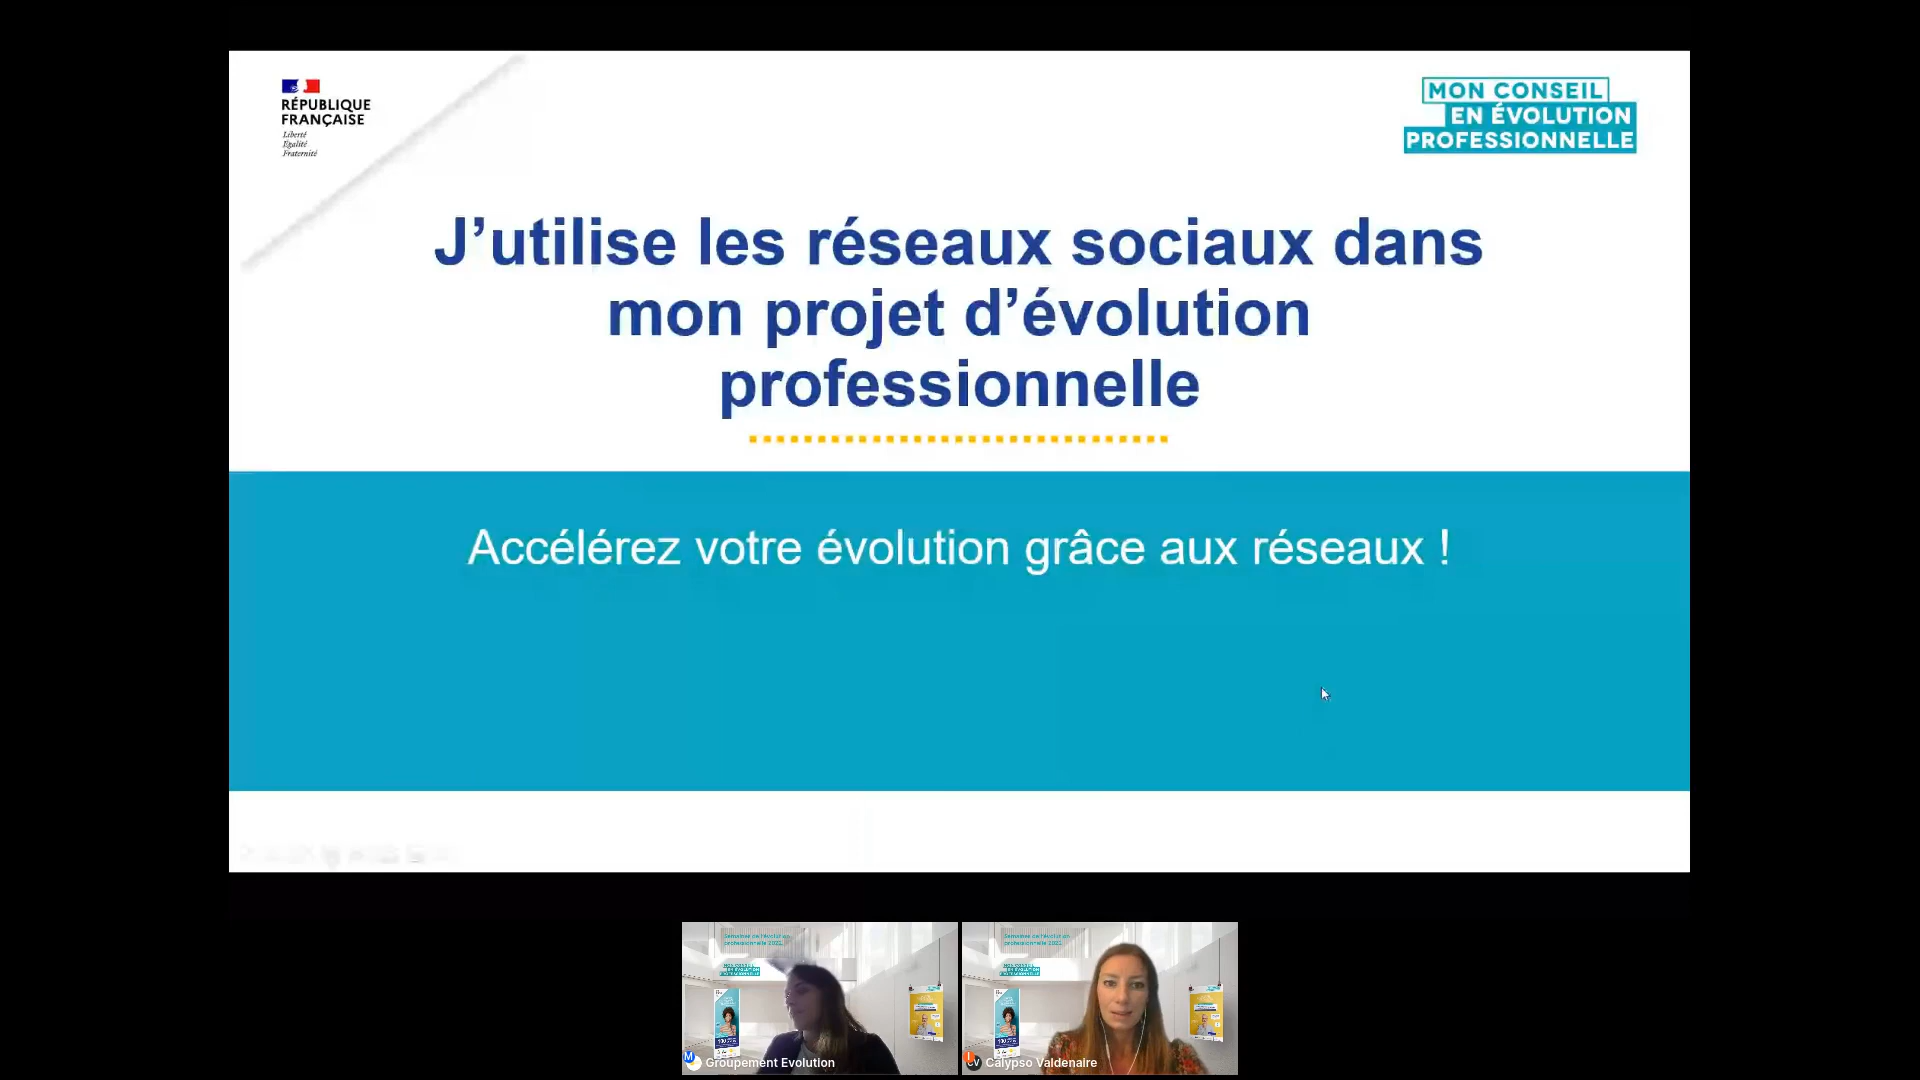 RÉPUBLIQUE
FRANÇAISE
Liberté
Égalité
Fraternité
MON CONSEIL
EN ÉVOLUTION
PROFESSIONNELLE
J’utilise les réseaux sociaux dans
mon projet d’évolution
professionnelle
Accélérez votre évolution grâce aux réseaux !
Groupement Evolution
CV Calypso Valdenaire